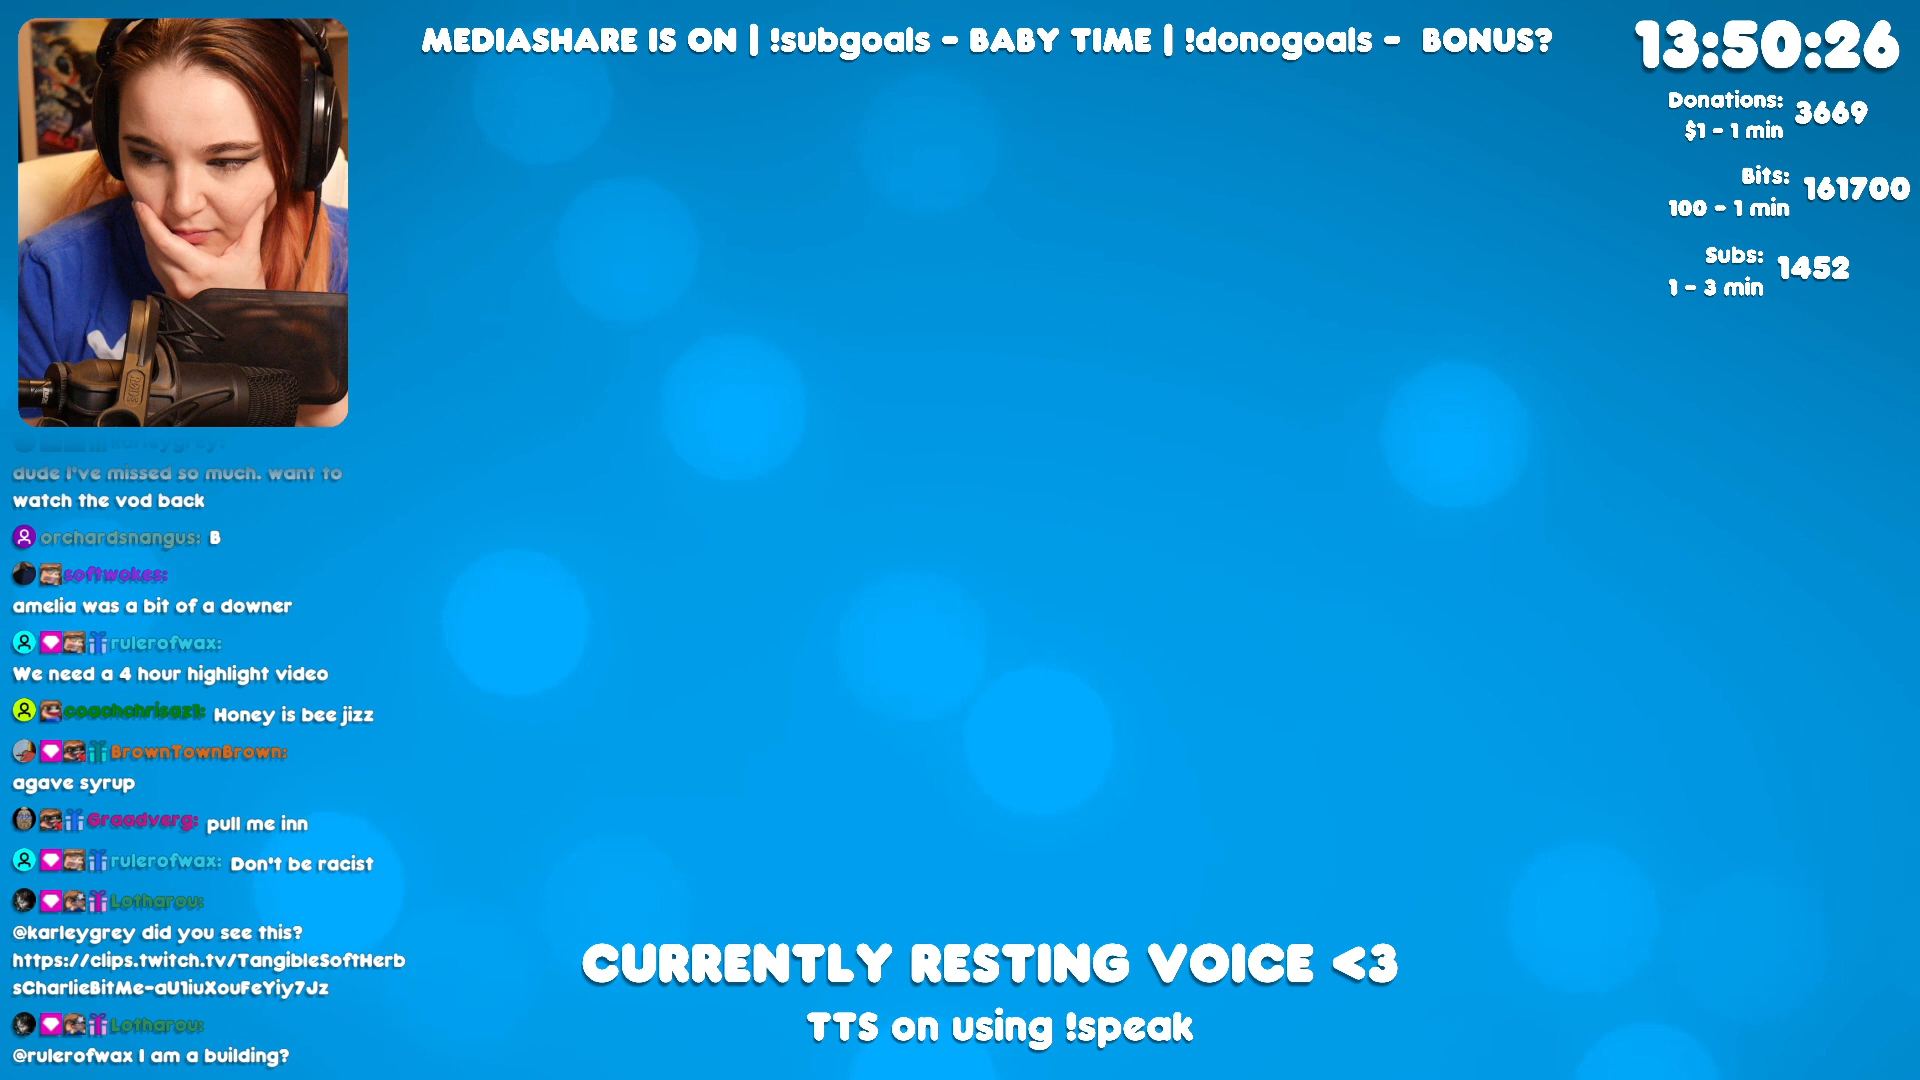 MEDIASHARE IS ON | !subgoals - BABY TIME | !donogoals - BONUS?
13:50:26
Donations: 3669
$1 - 1 min
Bits: 161700
100 - 1 min
Subs: 1452
1 - 3 min
karleygrey:
dude I've missed so much. want to
watch the vod back
orchardsnangus: B
softwokes:
amelia was a bit of a downer
rulerofwax:
We need a 4 hour highlight video
coachchrisaz1: Honey is bee jizz
BrownTownBrown:
agave syrup
Graadverg: pull me inn
rulerofwax: Don't be racist
Lotharou:
@karleygrey did you see this?
https://clips.twitch.tv/TangibleSoftHerb
sCharlieBitMe-aU1iuXouFeYiy7Jz
Lotharou:
@rulerofwax I am a building?
CURRENTLY RESTING VOICE <3
TTS on using !speak